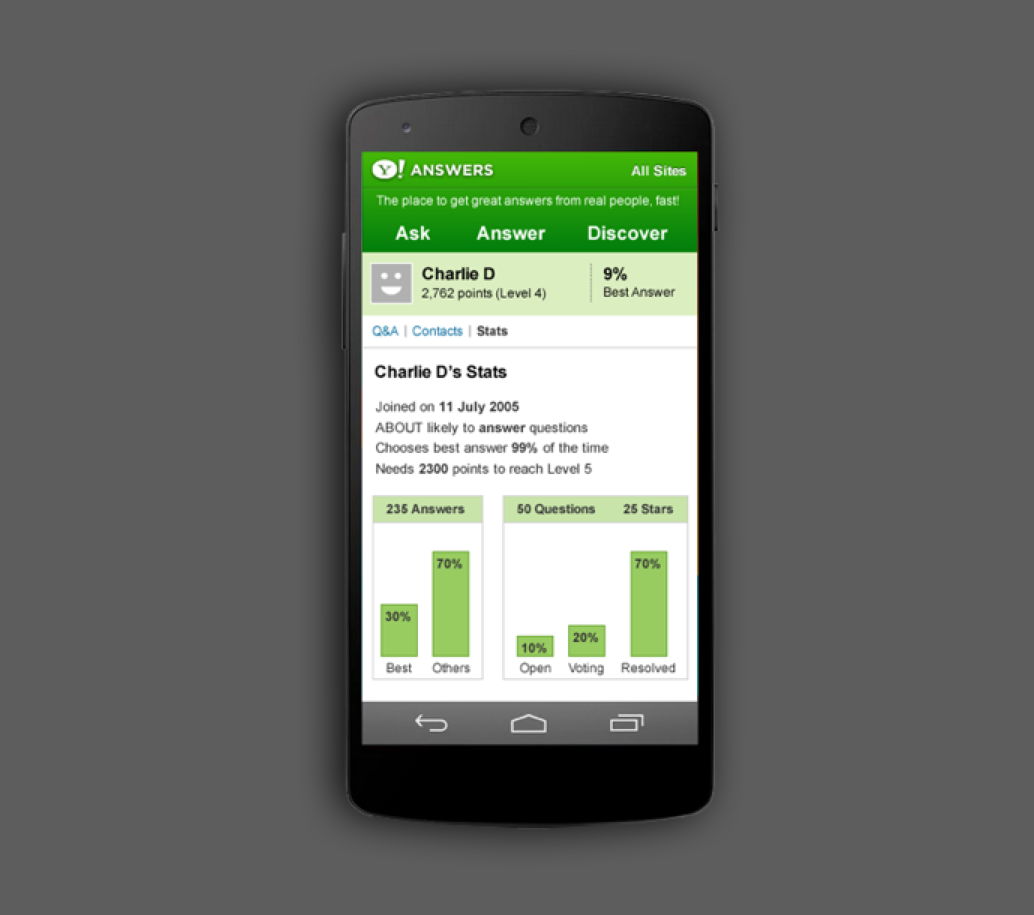 Y! ANSWERS All Sites
The place to get great answers from real people, fast!
Ask Answer Discover
Charlie D 9%
2,762 points (Level 4) Best Answer
Q&A | Contacts | Stats
Charlie D's Stats
Joined on 11 July 2005
ABOUT likely to answer questions
Chooses best answer 99% of the time
Needs 2300 points to reach Level 5
235 Answers
30%
70%
Best Others
50 Questions 25 Stars
10%
20%
70%
Open Voting Resolved